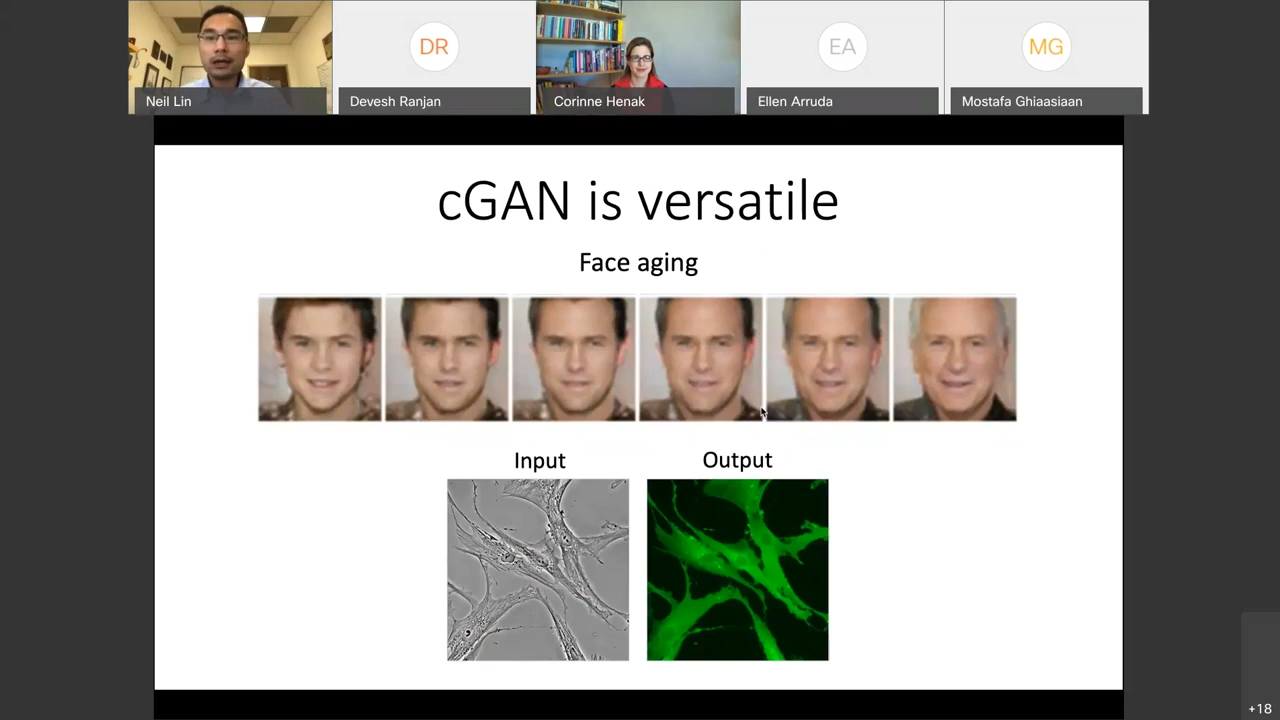 DR
EA
MG
Neil Lin
Devesh Ranjan
Corinne Henak
Ellen Arruda
Mostafa Ghiaasiaan
cGAN is versatile
Face aging
Input
Output
+18